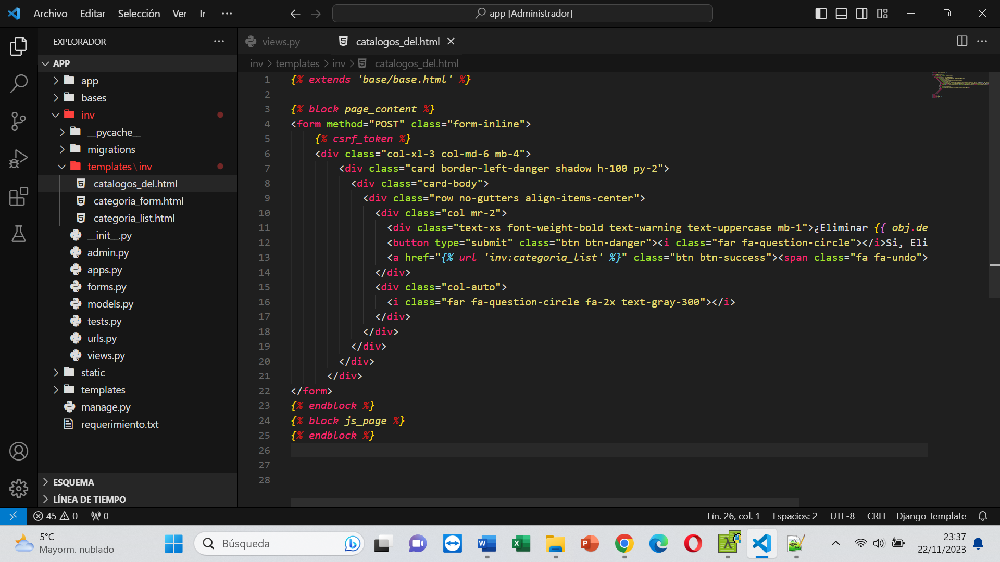 Archivo Editar Selección Ver Ir ···
app [Administrador]
EXPLORADOR
views.py
catalogos_del.html
inv > templates > inv > catalogos_del.html
APP
app
bases
inv
__pycache__
migrations
templates\inv
catalogos_del.html
categoria_form.html
categoria_list.html
__init__.py
admin.py
apps.py
forms.py
models.py
tests.py
urls.py
views.py
static
templates
manage.py
requerimiento.txt
ESQUEMA
LÍNEA DE TIEMPO
1 {% extends 'base/base.html' %}
2
3 {% block page_content %}
4 <form method="POST" class="form-inline">
5 {% csrf_token %}
6 <div class="col-xl-3 col-md-6 mb-4">
7 <div class="card border-left-danger shadow h-100 py-2">
8 <div class="card-body">
9 <div class="row no-gutters align-items-center">
10 <div class="col mr-2">
11 <div class="text-xs font-weight-bold text-warning text-uppercase mb-1">¿Eliminar {{ obj.de
12 <button type="submit" class="btn btn-danger"><i class="far fa-question-circle"></i>Si, Eli
13 <a href="{% url 'inv:categoria_list' %}" class="btn btn-success"><span class="fa fa-undo">
14 </div>
15 <div class="col-auto">
16 <i class="far fa-question-circle fa-2x text-gray-300"></i>
17 </div>
18 </div>
19 </div>
20 </div>
21 </div>
22 </form>
23 {% endblock %}
24 {% block js_page %}
25 {% endblock %}
26
27
28
45 0 0
Lín. 26, col. 1 Espacios: 2 UTF-8 CRLF Django Template
5°C
Mayorm. nublado
Búsqueda
23:37
22/11/2023